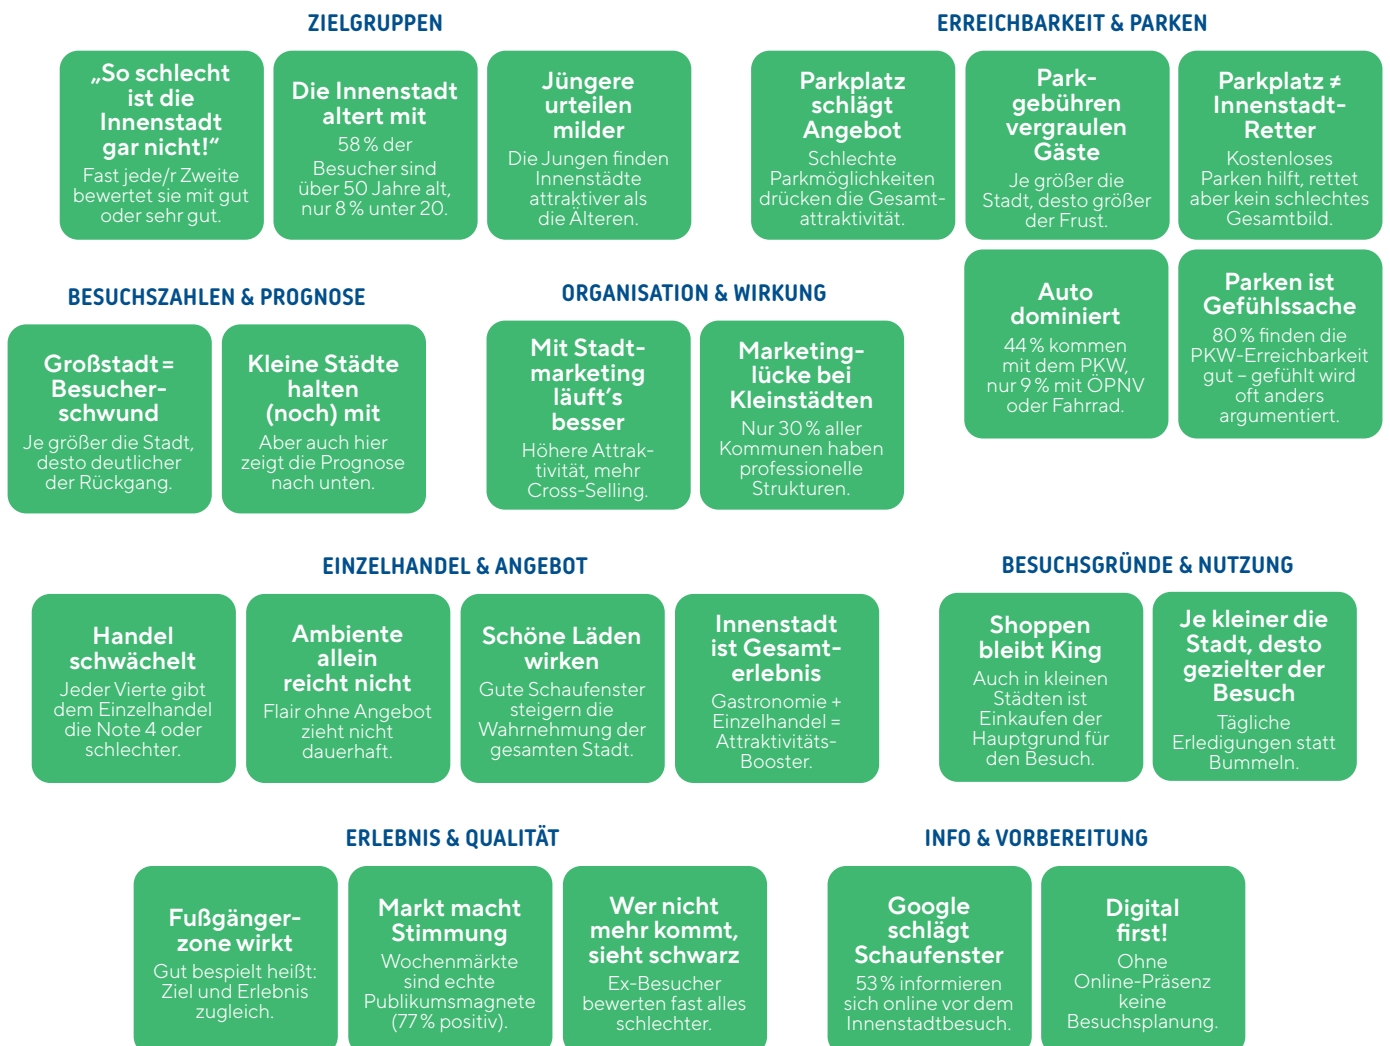 ZIELGRUPPEN
„So schlecht
ist die
Innenstadt
gar nicht!“
Fast jede/r Zweite
bewertet sie mit gut
oder sehr gut.
Die Innenstadt
altert mit
58 % der
Besucher sind
über 50 Jahre alt,
nur 8 % unter 20.
Jüngere
urteilen
milder
Die Jungen finden
Innenstädte
attraktiver als
die Älteren.
ERREICHBARKEIT & PARKEN
Parkplatz
schlägt
Angebot
Schlechte
Parkmöglichkeiten
drücken die Gesamt-
attraktivität.
Park-
gebühren
vergraulen
Gäste
Je größer die
Stadt, desto größer
der Frust.
Parkplatz ≠
Innenstadt-
Retter
Kostenloses
Parken hilft, rettet
aber kein schlechtes
Gesamtbild.
Auto
dominiert
44 % kommen
mit dem PKW,
nur 9 % mit ÖPNV
oder Fahrrad.
Parken ist
Gefühlssache
80 % finden die
PKW-Erreichbarkeit
gut – gefühlt wird
oft anders
argumentiert.
BESUCHSZAHLEN & PROGNOSE
Großstadt =
Besucher-
schwund
Je größer die Stadt,
desto deutlicher
der Rückgang.
Kleine Städte
halten
(noch) mit
Aber auch hier
zeigt die Prognose
nach unten.
ORGANISATION & WIRKUNG
Mit Stadt-
marketing
läuft’s
besser
Höhere Attrak-
tivität, mehr
Cross-Selling.
Marketing-
lücke bei
Kleinstädten
Nur 30 % aller
Kommunen haben
professionelle
Strukturen.
EINZELHANDEL & ANGEBOT
Handel
schwächelt
Jeder Vierte gibt
dem Einzelhandel
die Note 4 oder
schlechter.
Ambiente
allein
reicht nicht
Flair ohne Angebot
zieht nicht
dauerhaft.
Schöne Läden
wirken
Gute Schaufenster
steigern die
Wahrnehmung der
gesamten Stadt.
Innenstadt
ist Gesamt-
erlebnis
Gastronomie +
Einzelhandel =
Attraktivitäts-
Booster.
BESUCHSGRÜNDE & NUTZUNG
Shoppen
bleibt King
Auch in kleinen
Städten ist
Einkaufen der
Hauptgrund für
den Besuch.
Je kleiner die
Stadt, desto
gezielter der
Besuch
Tägliche
Erledigungen statt
Bummeln.
ERLEBNIS & QUALITÄT
Fußgänger-
zone wirkt
Gut bespielt heißt:
Ziel und Erlebnis
zugleich.
Markt macht
Stimmung
Wochenmärkte
sind echte
Publikumsmagnete
(77 % positiv).
Wer nicht
mehr kommt,
sieht schwarz
Ex-Besucher
bewerten fast alles
schlechter.
INFO & VORBEREITUNG
Google
schlägt
Schaufenster
53 % informieren
sich online vor dem
Innenstadtbesuch.
Digital
first!
Ohne
Online-Präsenz
keine
Besuchsplanung.